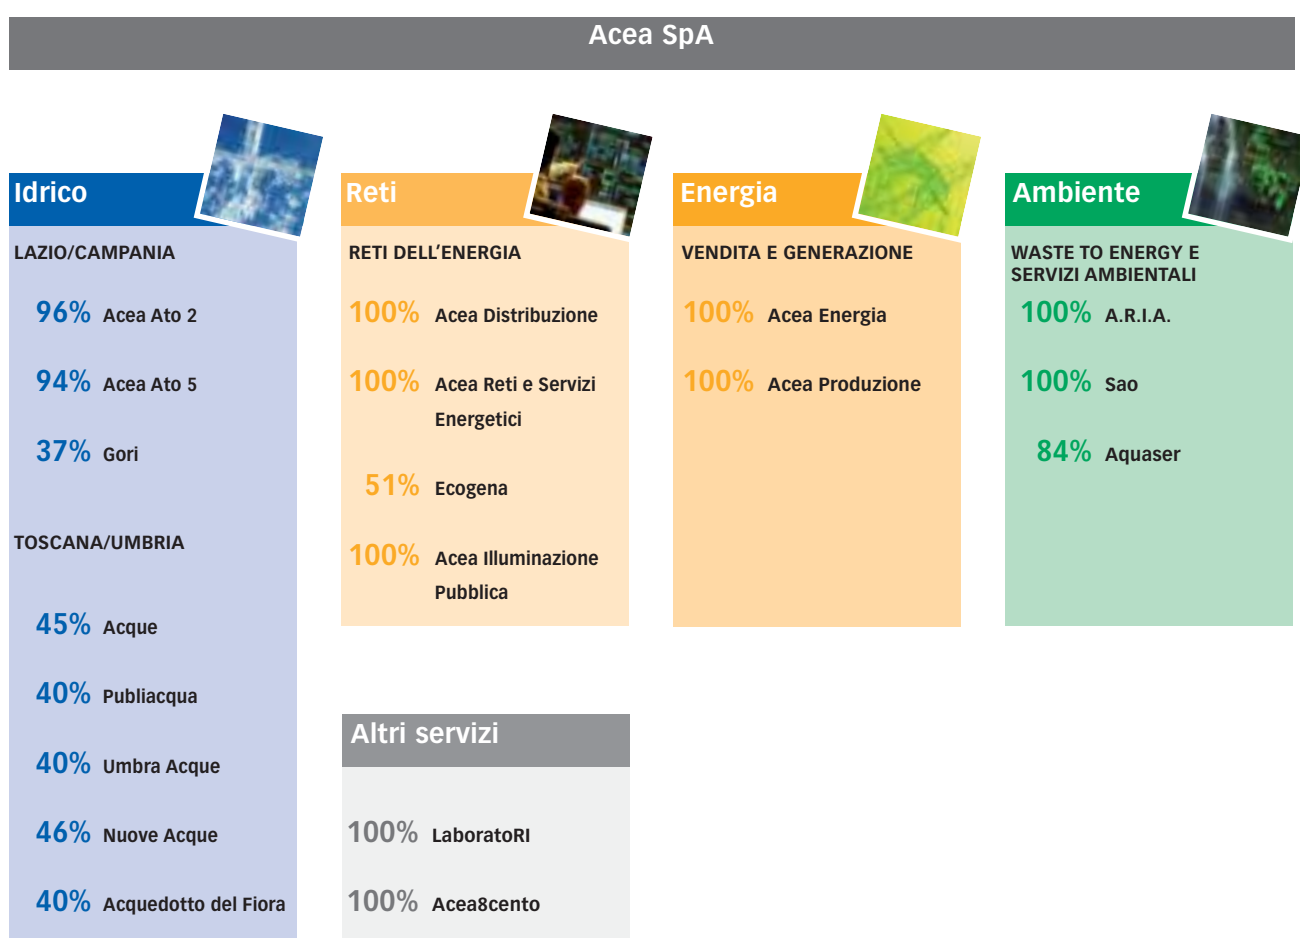 Acea SpA
Idrico
LAZIO/CAMPANIA
96% Acea Ato 2
94% Acea Ato 5
37% Gori
TOSCANA/UMBRIA
45% Acque
40% Publiacqua
40% Umbra Acque
46% Nuove Acque
40% Acquedotto del Fiora
Reti
RETI DELL'ENERGIA
100% Acea Distribuzione
100% Acea Reti e Servizi
Energetici
51% Ecogena
100% Acea Illuminazione
Pubblica
Energia
VENDITA E GENERAZIONE
100% Acea Energia
100% Acea Produzione
Ambiente
WASTE TO ENERGY E
SERVIZI AMBIENTALI
100% A.R.I.A.
100% Sao
84% Aquaser
Altri servizi
100% LaboratoRI
100% Acea8cento